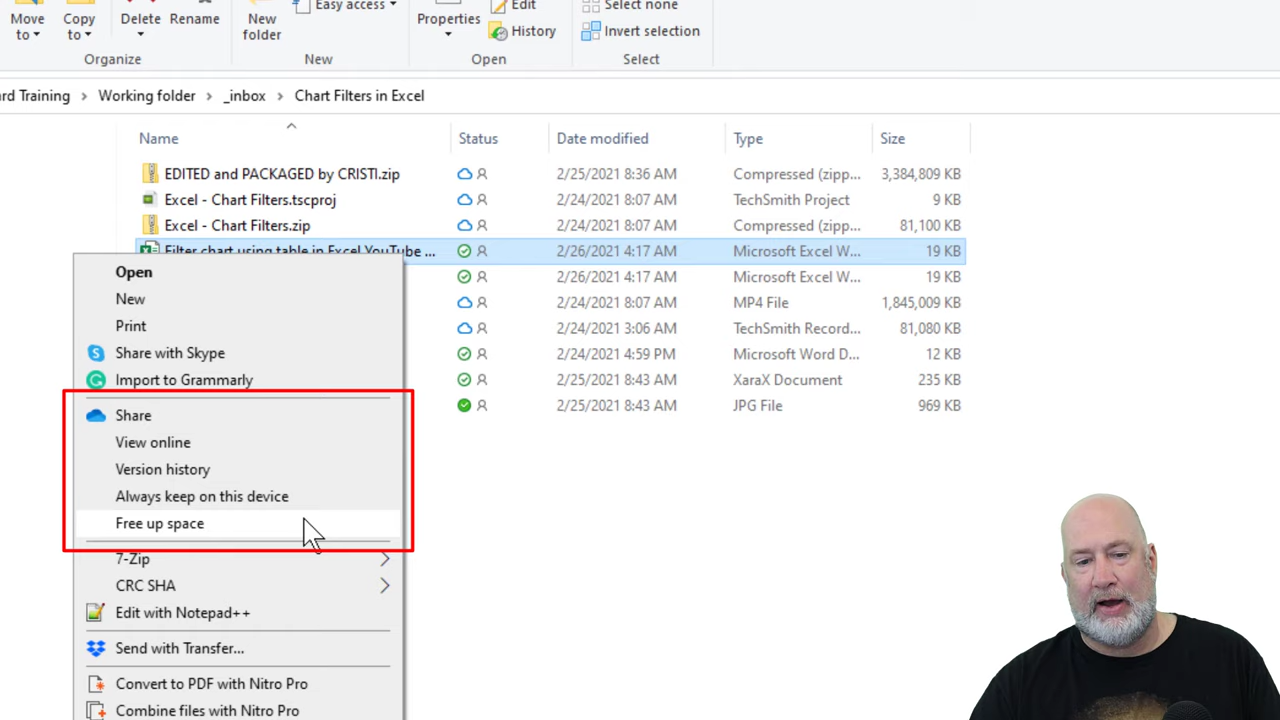 Move to
Copy to
Delete
Rename
New folder
Easy access
Properties
Edit
History
Select none
Invert selection
Organize
New
Open
Select
rd Training > Working folder > _inbox > Chart Filters in Excel
Name Status Date modified Type Size
EDITED and PACKAGED by CRISTI.zip 2/25/2021 8:36 AM Compressed (zipp... 3,384,809 KB
Excel - Chart Filters.tscproj 2/24/2021 8:07 AM TechSmith Project 9 KB
Excel - Chart Filters.zip 2/24/2021 8:07 AM Compressed (zipp... 81,100 KB
Filter chart using table in Excel YouTube ... 2/26/2021 4:17 AM Microsoft Excel W... 19 KB
2/26/2021 4:17 AM Microsoft Excel W... 19 KB
2/24/2021 8:07 AM MP4 File 1,845,009 KB
2/24/2021 3:06 AM TechSmith Record... 81,080 KB
2/24/2021 4:59 PM Microsoft Word D... 12 KB
2/25/2021 8:43 AM XaraX Document 235 KB
2/25/2021 8:43 AM JPG File 969 KB
Open
New
Print
Share with Skype
Import to Grammarly
Share
View online
Version history
Always keep on this device
Free up space
7-Zip
CRC SHA
Edit with Notepad++
Send with Transfer...
Convert to PDF with Nitro Pro
Combine files with Nitro Pro